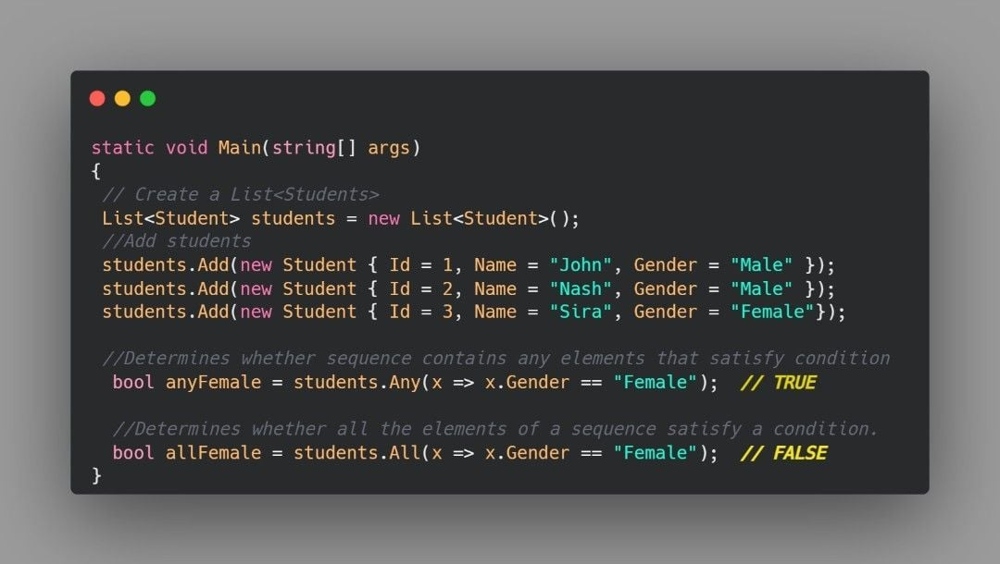 static void Main(string[] args)
{
// Create a List<Students>
List<Student> students = new List<Student>();
//Add students
students.Add(new Student { Id = 1, Name = "John", Gender = "Male" });
students.Add(new Student { Id = 2, Name = "Nash", Gender = "Male" });
students.Add(new Student { Id = 3, Name = "Sira", Gender = "Female"});
//Determines whether sequence contains any elements that satisfy condition
bool anyFemale = students.Any(x => x.Gender == "Female");  // TRUE
//Determines whether all the elements of a sequence satisfy a condition.
bool allFemale = students.All(x => x.Gender == "Female");  // FALSE
}